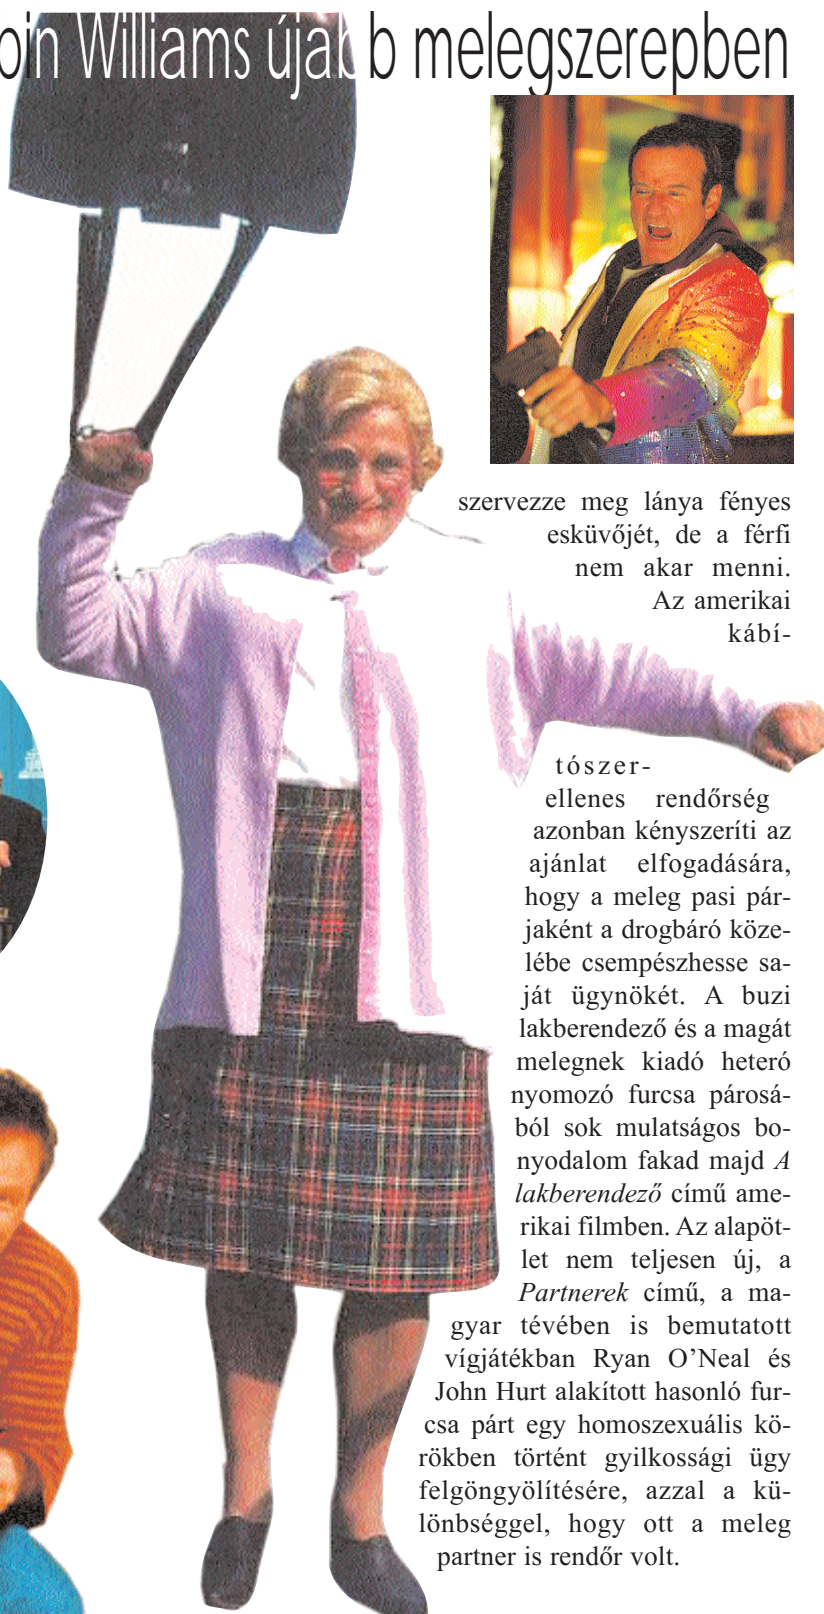 oin Williams újabb melegszerepben
szervezze meg lánya fényes
esküvőjét, de a férfi
nem akar menni.
Az amerikai
kábí-
tószer-
ellenes rendőrség
azonban kényszeríti az
ajánlat elfogadására,
hogy a meleg pasi pár-
jaként a drogbáró köze-
lébe csempészhesse sa-
ját ügynökét. A buzi
lakberendező és a magát
melegnek kiadó heteró
nyomozó furcsa párosá-
ból sok mulatságos bo-
nyodalom fakad majd A
lakberendező című ame-
rikai filmben. Az alapöt-
let nem teljesen új, a
Partnerek című, a ma-
gyar tévében is bemutatott
vígjátékban Ryan O’Neal és
John Hurt alakított hasonló fur-
csa párt egy homoszexuális kö-
rökben történt gyilkossági ügy
felgöngyölítésére, azzal a kü-
lönbséggel, hogy ott a meleg
partner is rendőr volt.